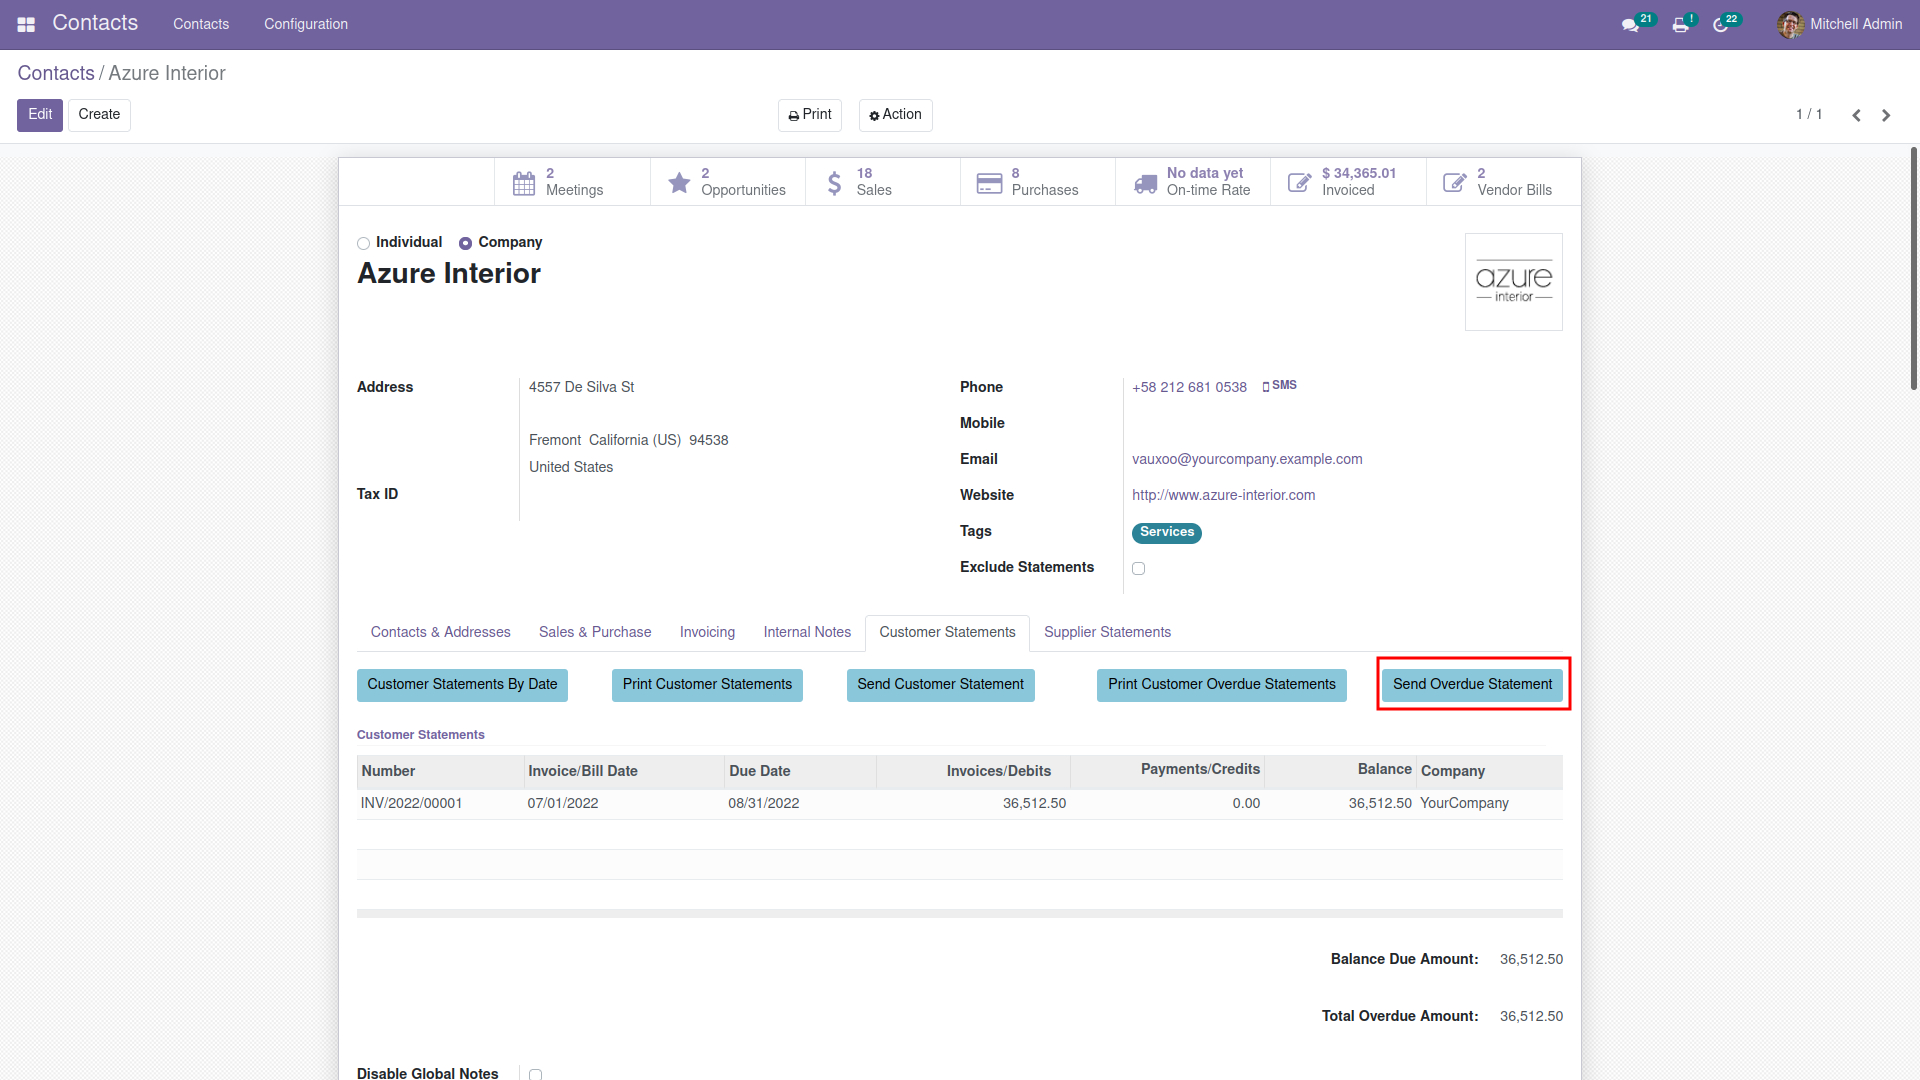 Contacts Contacts Configuration 21 ! 22 Mitchell Admin
Contacts / Azure Interior
Edit Create Print Action 1 / 1
2 Meetings
2 Opportunities
18 Sales
8 Purchases
No data yet On-time Rate
$ 34,365.01 Invoiced
2 Vendor Bills
Individual Company
Azure Interior
azure
interior
Address 4557 De Silva St
Fremont California (US) 94538
United States
Tax ID
Phone +58 212 681 0538 SMS
Mobile
Email vauxoo@yourcompany.example.com
Website http://www.azure-interior.com
Tags Services
Exclude Statements
Contacts & Addresses Sales & Purchase Invoicing Internal Notes Customer Statements Supplier Statements
Customer Statements By Date Print Customer Statements Send Customer Statement Print Customer Overdue Statements Send Overdue Statement
Customer Statements
Number Invoice/Bill Date Due Date Invoices/Debits Payments/Credits Balance Company
INV/2022/00001 07/01/2022 08/31/2022 36,512.50 0.00 36,512.50 YourCompany
Balance Due Amount: 36,512.50
Total Overdue Amount: 36,512.50
Disable Global Notes